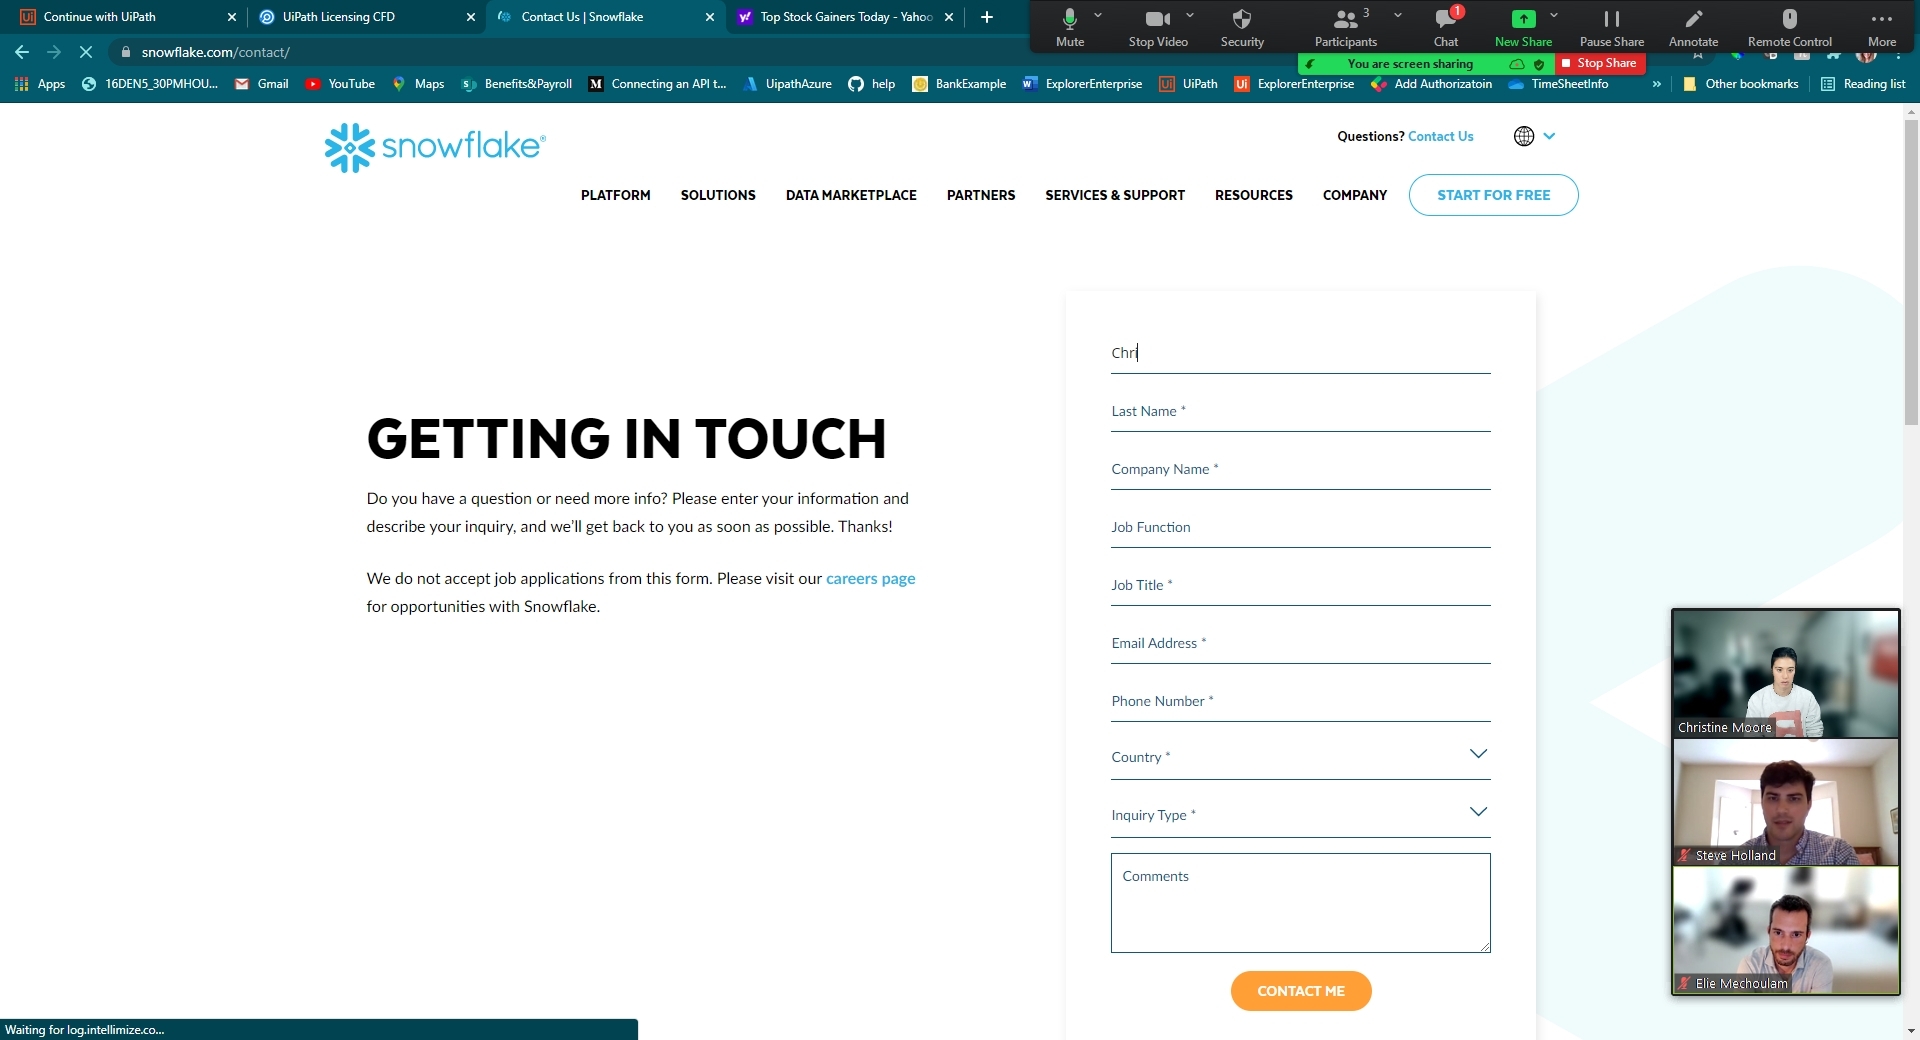 Continue with UiPath
UiPath Licensing CFD
Contact Us | Snowflake
Top Stock Gainers Today - Yahoo
Mute
Stop Video
Security
Participants 3
Chat 1
New Share
Pause Share
Annotate
Remote Control
More
snowflake.com/contact/
You are screen sharing
Stop Share
Apps
16DEN5_30PMHOU...
Gmail
YouTube
Maps
Benefits&Payroll
Connecting an API t...
UipathAzure
help
BankExample
ExplorerEnterprise
UiPath
ExplorerEnterprise
Add Authorizatoin
TimeSheetInfo
»
Other bookmarks
Reading list
snowflake®
Questions? Contact Us
PLATFORM
SOLUTIONS
DATA MARKETPLACE
PARTNERS
SERVICES & SUPPORT
RESOURCES
COMPANY
START FOR FREE
GETTING IN TOUCH
Do you have a question or need more info? Please enter your information and
describe your inquiry, and we'll get back to you as soon as possible. Thanks!
We do not accept job applications from this form. Please visit our careers page
for opportunities with Snowflake.
Chri
Last Name *
Company Name *
Job Function
Job Title *
Email Address *
Phone Number *
Country *
Inquiry Type *
Comments
CONTACT ME
Christine Moore
Steve Holland
Elie Mechoulam
Waiting for log.intellimize.co...